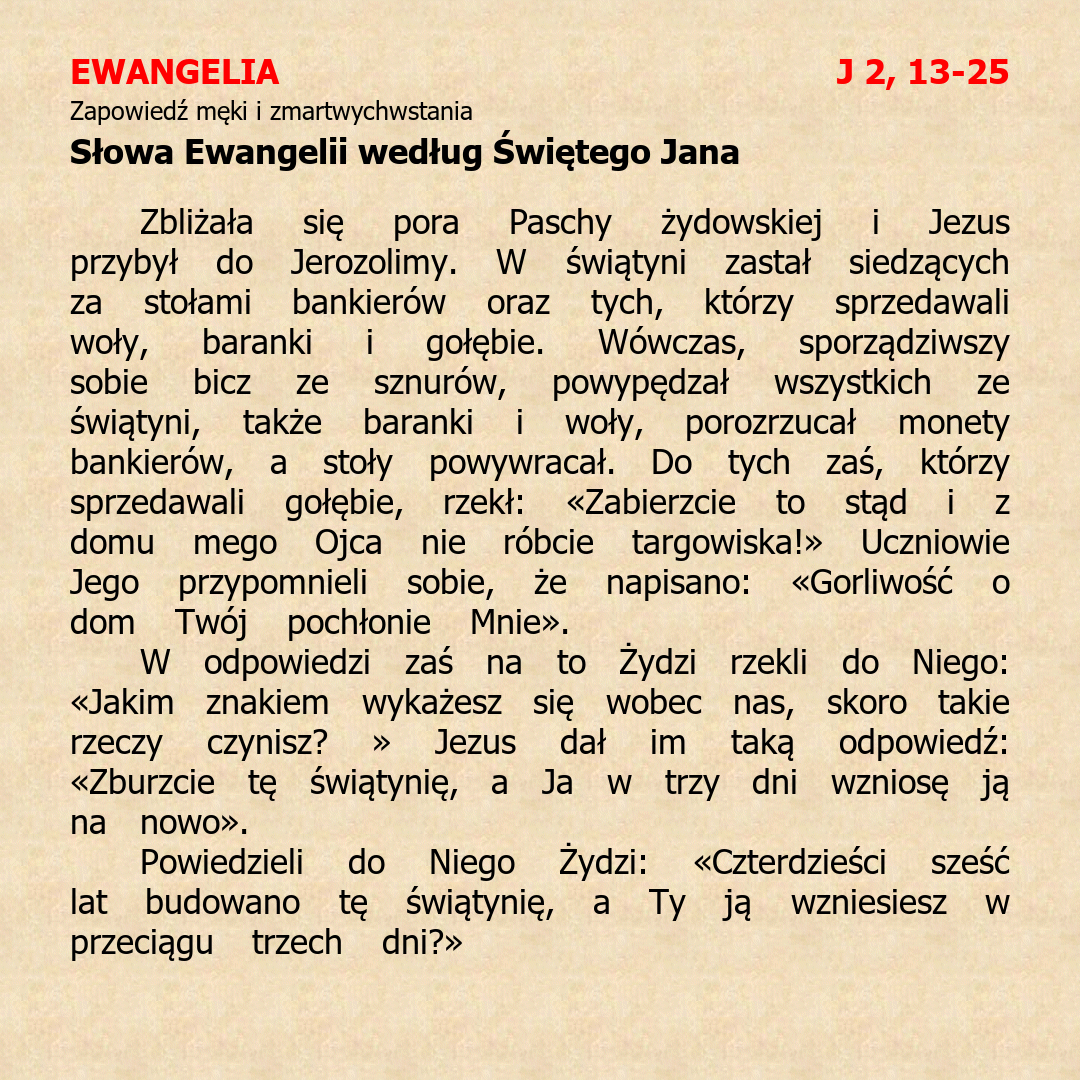 EWANGELIA J 2, 13-25
Zapowiedź męki i zmartwychwstania
Słowa Ewangelii według Świętego Jana
Zbliżała się pora Paschy żydowskiej i Jezus
przybył do Jerozolimy. W świątyni zastał siedzących
za stołami bankierów oraz tych, którzy sprzedawali
woły, baranki i gołębie. Wówczas, sporządziwszy
sobie bicz ze sznurów, powypędzał wszystkich ze
świątyni, także baranki i woły, porozrzucał monety
bankierów, a stoły powywracał. Do tych zaś, którzy
sprzedawali gołębie, rzekł: «Zabierzcie to stąd i z
domu mego Ojca nie róbcie targowiska!» Uczniowie
Jego przypomnieli sobie, że napisano: «Gorliwość o
dom Twój pochłonie Mnie».
W odpowiedzi zaś na to Żydzi rzekli do Niego:
«Jakim znakiem wykażesz się wobec nas, skoro takie
rzeczy czynisz? » Jezus dał im taką odpowiedź:
«Zburzcie tę świątynię, a Ja w trzy dni wzniosę ją
na nowo».
Powiedzieli do Niego Żydzi: «Czterdzieści sześć
lat budowano tę świątynię, a Ty ją wzniesiesz w
przeciągu trzech dni?»